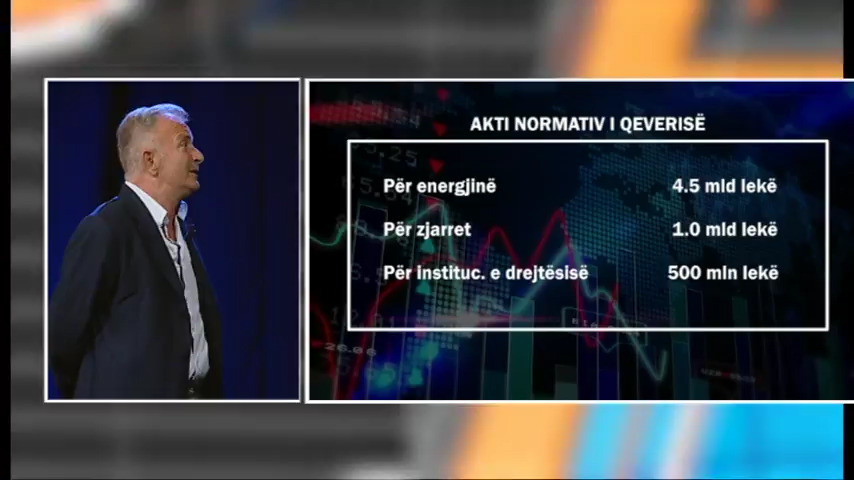 AKTI NORMATIV I QEVERISË
Për energjinë 4.5 mld lekë
Për zjarret 1.0 mld lekë
Për instituc. e drejtësisë 500 mln lekë